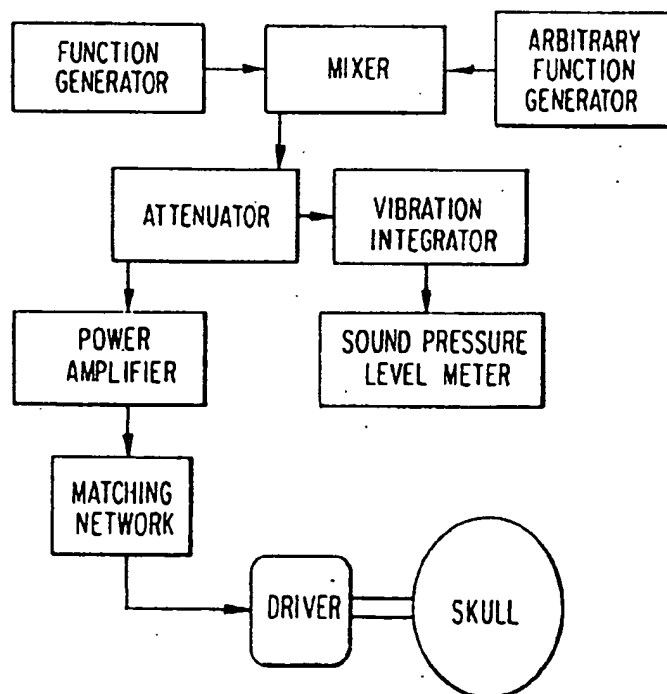 FUNCTION
GENERATOR
MIXER
ARBITRARY
FUNCTION
GENERATOR
ATTENUATOR
VIBRATION
INTEGRATOR
POWER
AMPLIFIER
SOUND PRESSURE
LEVEL METER
MATCHING
NETWORK
DRIVER
SKULL